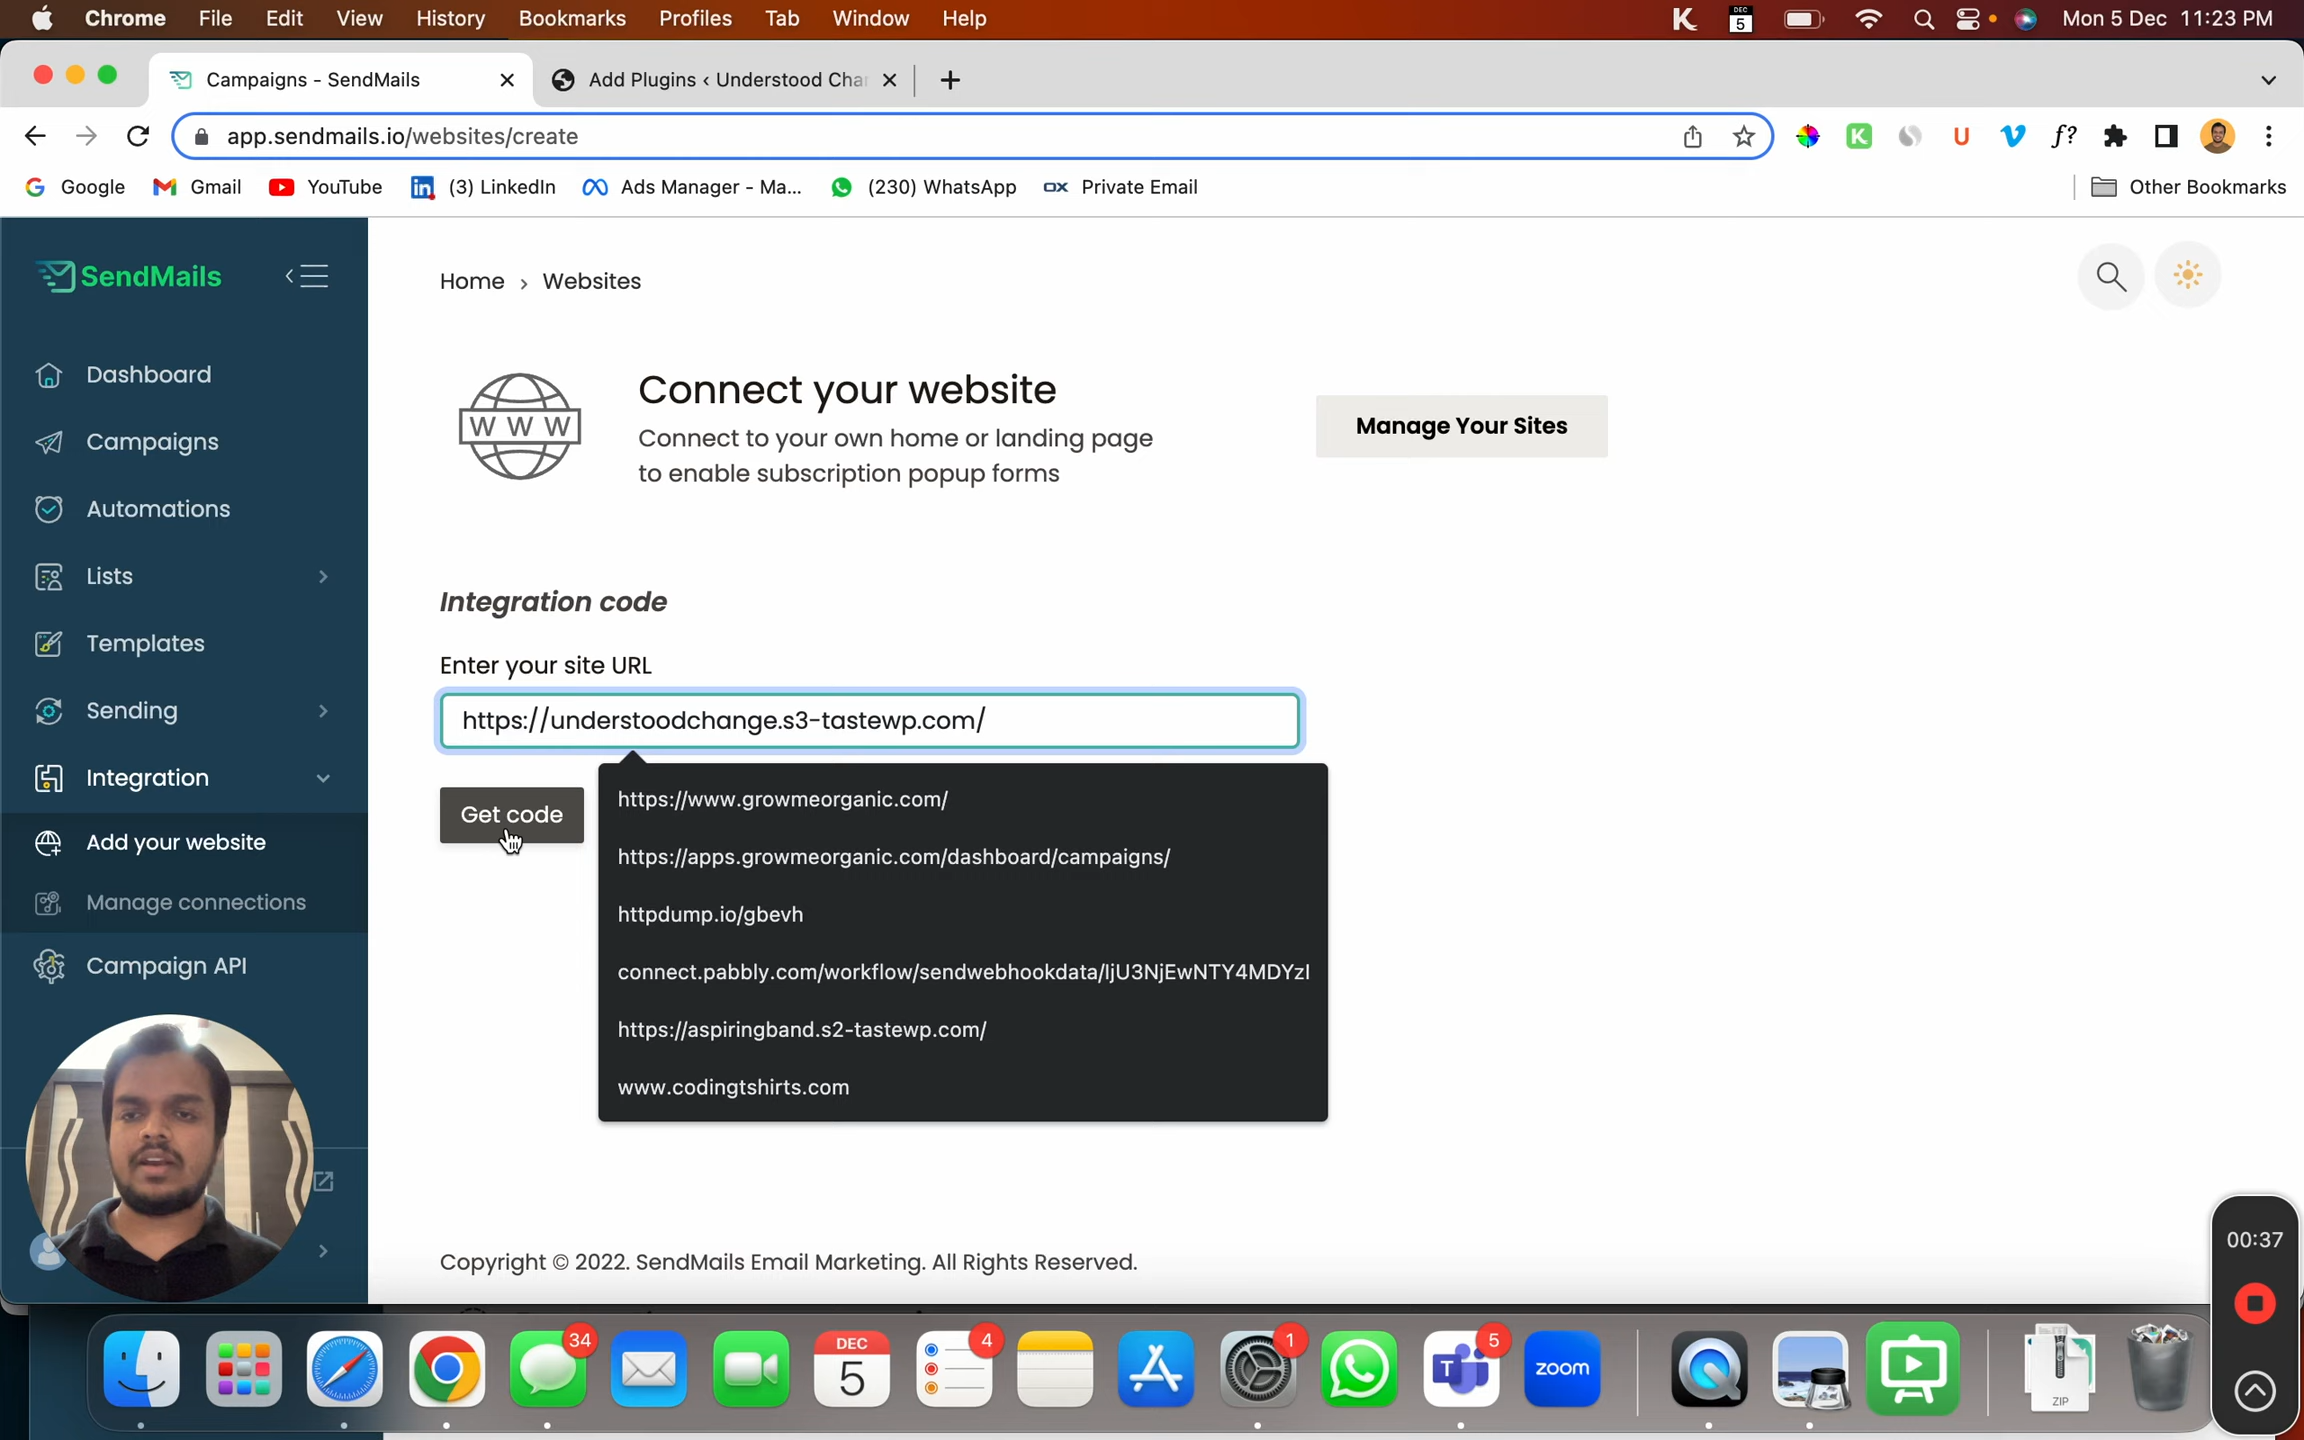 Chrome File Edit View History Bookmarks Profiles Tab Window Help
DEC
5
Mon 5 Dec 11:23 PM
Campaigns - SendMails
Add Plugins ‹ Understood Cha
app.sendmails.io/websites/create
K
U
f?
Google
Gmail
YouTube
(3) LinkedIn
Ads Manager - Ma...
(230) WhatsApp
OX Private Email
Other Bookmarks
SendMails
Dashboard
Campaigns
Automations
Lists
Templates
Sending
Integration
Add your website
Manage connections
Campaign API
Home › Websites
WWW
Connect your website
Connect to your own home or landing page
to enable subscription popup forms
Manage Your Sites
Integration code
Enter your site URL
https://understoodchange.s3-tastewp.com/
Get code
https://www.growmeorganic.com/
https://apps.growmeorganic.com/dashboard/campaigns/
httpdump.io/gbevh
connect.pabbly.com/workflow/sendwebhookdata/IjU3NjEwNTY4MDYzI
https://aspiringband.s2-tastewp.com/
www.codingtshirts.com
Copyright © 2022. SendMails Email Marketing. All Rights Reserved.
00:37
34
DEC
5
4
1
T
5
zoom
ZIP